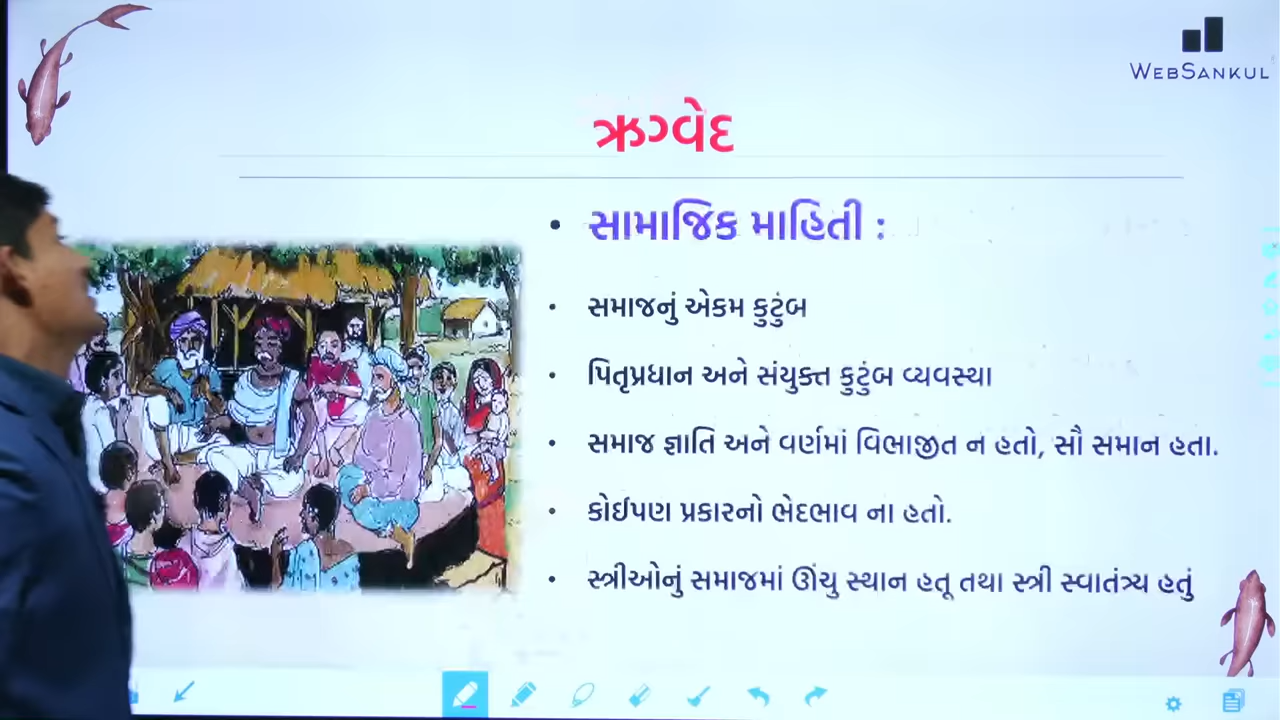 WEBSANKUL
ઋગ્વેદ
• સામાજિક માહિતી :
• સમાજનું એકમ કુટુંબ
• પિતૃપ્રધાન અને સંયુક્ત કુટુંબ વ્યવસ્થા
• સમાજ જ્ઞાતિ અને વર્ણમાં વિભાજીત ન હતો, સૌ સમાન હતા.
• કોઈપણ પ્રકારનો ભેદભાવ ના હતો.
• સ્ત્રીઓનું સમાજમાં ઊંચુ સ્થાન હતૂ તથા સ્ત્રી સ્વાતંત્ર્ય હતું